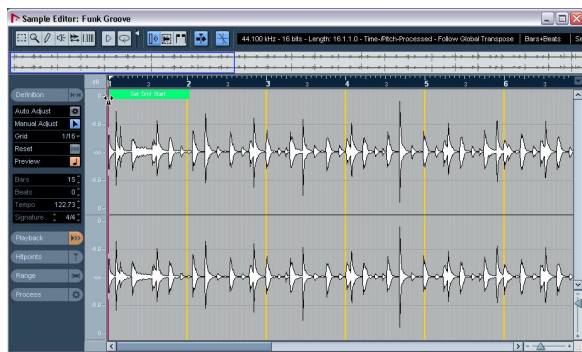 Sample Editor: Funk Groove
44.100 kHz - 16 bits - Length: 16.1.1.0 - Time-/Pitch-Processed - Follow Global Transpose Bars+Beats Se
Definition dB 2 3 4 5 6
Set Grid Start
Auto Adjust
Manual Adjust
Grid 1/16
Reset
Preview
Bars 15
Beats 0
Tempo 122.73
Signature 4/4
Playback
Hitpoints
Range
Process